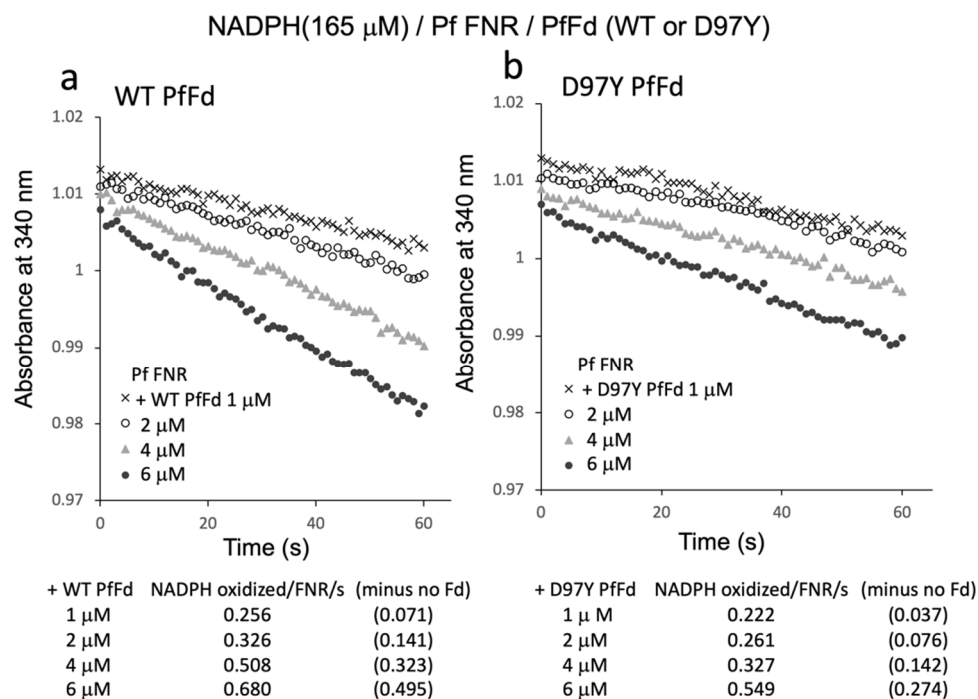 NADPH(165 μM) / Pf FNR / PfFd (WT or D97Y)
a
WT PfFd
1.02
1.01
1
0.99
0.98
0.97
Absorbance at 340 nm
Pf FNR
× + WT PfFd 1 μM
2 μM
4 μM
6 μM
0 20 40 60
Time (s)
+ WT PfFd NADPH oxidized/FNR/s (minus no Fd)
1 μM 0.256 (0.071)
2 μM 0.326 (0.141)
4 μM 0.508 (0.323)
6 μM 0.680 (0.495)
b
D97Y PfFd
1.02
1.01
1
0.99
0.98
0.97
Absorbance at 340 nm
Pf FNR
× + D97Y PfFd 1 μM
2 μM
4 μM
6 μM
0 20 40 60
Time (s)
+ D97Y PfFd NADPH oxidized/FNR/s (minus no Fd)
1 μ M 0.222 (0.037)
2 μM 0.261 (0.076)
4 μM 0.327 (0.142)
6 μM 0.549 (0.274)